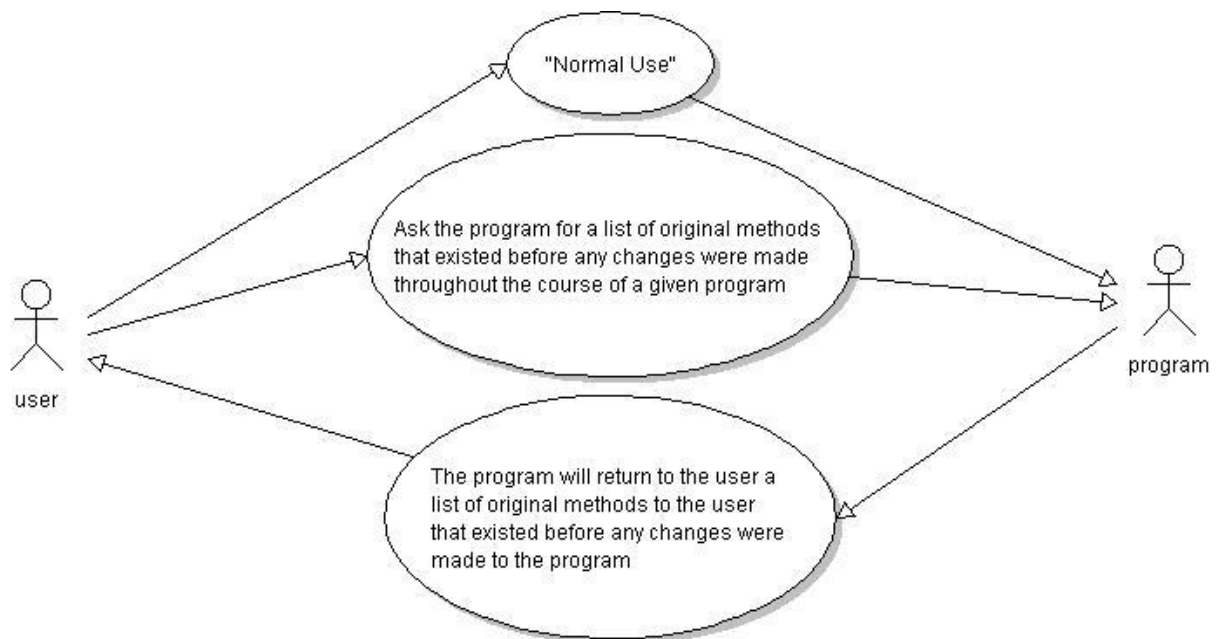 "Normal Use"
Ask the program for a list of original methods
that existed before any changes were made
throughout the course of a given program
user
program
The program will return to the user a
list of original methods to the user
that existed before any changes were
made to the program